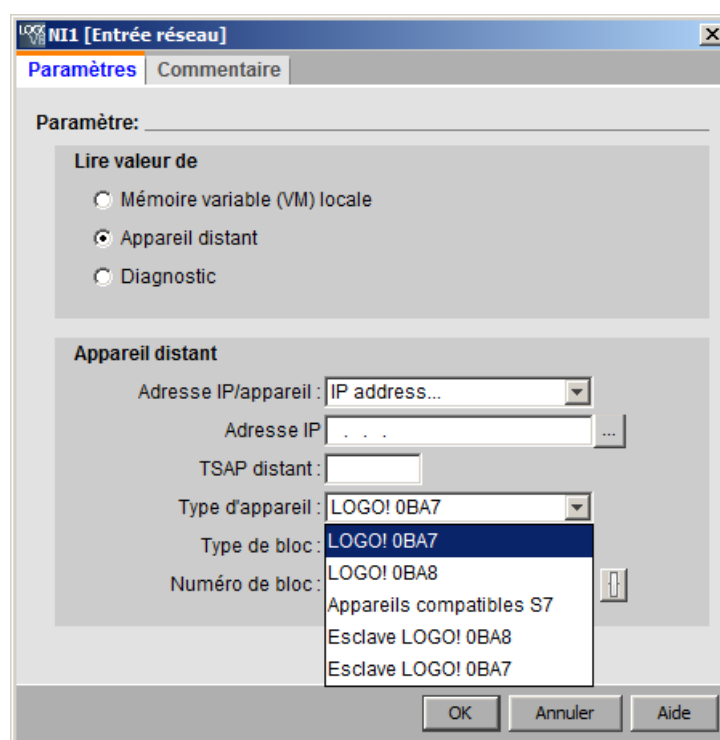 LOGO NI1 [Entrée réseau]
Paramètres Commentaire
Paramètre:
Lire valeur de
Mémoire variable (VM) locale
Appareil distant
Diagnostic
Appareil distant
Adresse IP/appareil : IP address...
Adresse IP . . . ...
TSAP distant :
Type d'appareil : LOGO! 0BA7
Type de bloc : LOGO! 0BA7
LOGO! 0BA8
Numéro de bloc :
Appareils compatibles S7
Esclave LOGO! 0BA8
Esclave LOGO! 0BA7
OK Annuler Aide